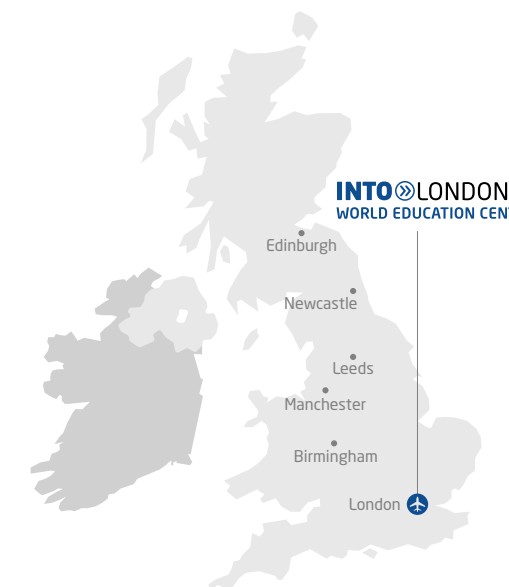 INTO LONDON
WORLD EDUCATION CEN
Edinburgh
Newcastle
Leeds
Manchester
Birmingham
London